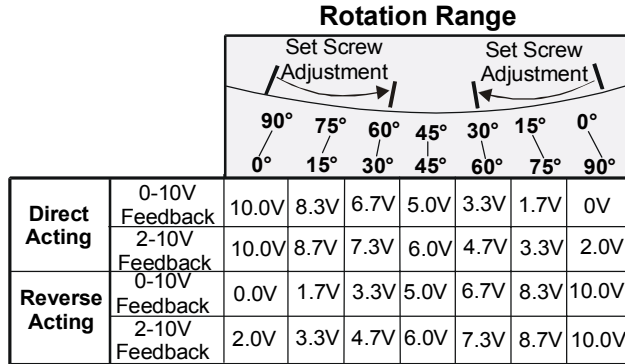 Rotation Range
Set Screw Adjustment
Set Screw Adjustment
90° 75° 60° 45° 30° 15° 0°
0° 15° 30° 45° 60° 75° 90°
Direct Acting
0-10V Feedback 10.0V 8.3V 6.7V 5.0V 3.3V 1.7V 0V
2-10V Feedback 10.0V 8.7V 7.3V 6.0V 4.7V 3.3V 2.0V
Reverse Acting
0-10V Feedback 0.0V 1.7V 3.3V 5.0V 6.7V 8.3V 10.0V
2-10V Feedback 2.0V 3.3V 4.7V 6.0V 7.3V 8.7V 10.0V